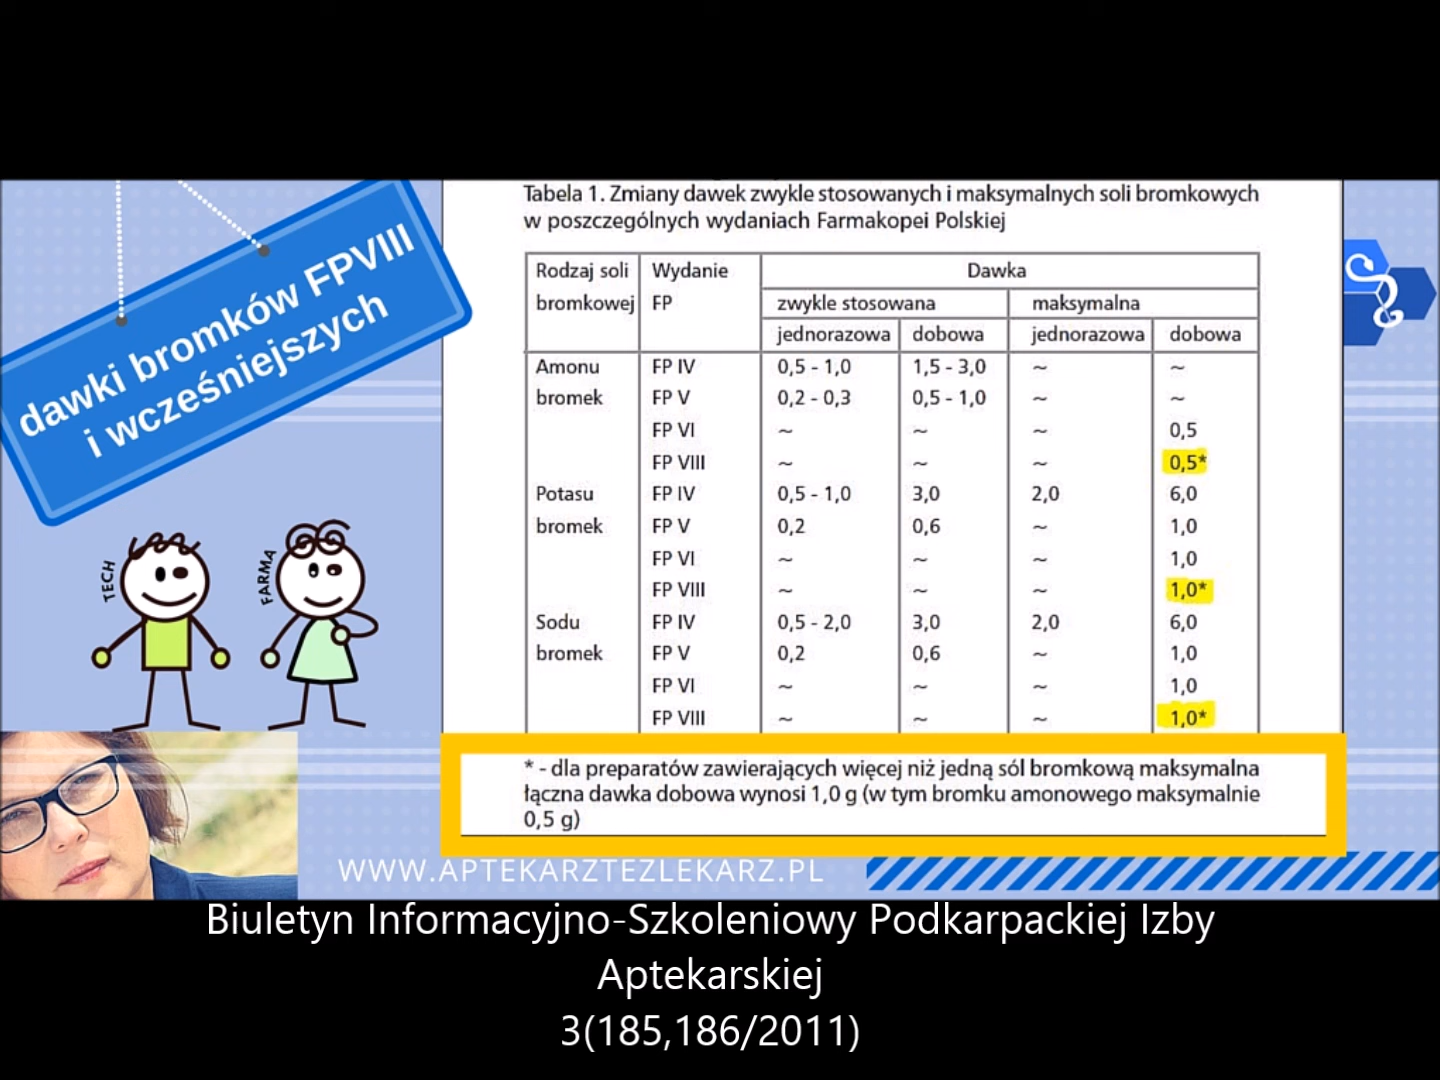 dawki bromków FPVIII
i wcześniejszych
TECH
FARMA
Tabela 1. Zmiany dawek zwykle stosowanych i maksymalnych soli bromkowych
w poszczególnych wydaniach Farmakopei Polskiej
Rodzaj soli Wydanie Dawka
bromkowej FP zwykle stosowana maksymalna
jednorazowa dobowa jednorazowa dobowa
Amonu FP IV 0,5 - 1,0 1,5 - 3,0 ~ ~
bromek FP V 0,2 - 0,3 0,5 - 1,0 ~ ~
FP VI ~ ~ ~ 0,5
FP VIII ~ ~ ~ 0,5*
Potasu FP IV 0,5 - 1,0 3,0 2,0 6,0
bromek FP V 0,2 0,6 ~ 1,0
FP VI ~ ~ ~ 1,0
FP VIII ~ ~ ~ 1,0*
Sodu FP IV 0,5 - 2,0 3,0 2,0 6,0
bromek FP V 0,2 0,6 ~ 1,0
FP VI ~ ~ ~ 1,0
FP VIII ~ ~ ~ 1,0*
* - dla preparatów zawierających więcej niż jedną sól bromkową maksymalna
łączna dawka dobowa wynosi 1,0 g (w tym bromku amonowego maksymalnie
0,5 g)
WWW.APTEKARZTEZLEKARZ.PL
Biuletyn Informacyjno-Szkoleniowy Podkarpackiej Izby
Aptekarskiej
3(185,186/2011)